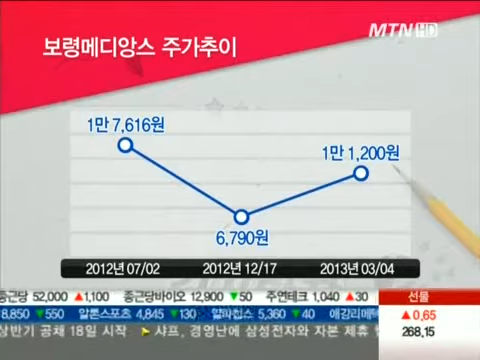 보령메디앙스 주가추이
MTN HD
1만 7,616원
1만 1,200원
6,790원
2012년 07/02
2012년 12/17
2013년 03/04
종근당 52,000 ▲1,100 종근당바이오 12,900 ▼50 주연테크 1,040 ▲30
선물
8,850 ▼550 알톤스포츠 4,845 ▼130 알파칩스 5,360 ▼40 애강리메텍
▲0,65
상반기 공채 18일 시작 ▶ 샤프, 경영난에 삼성전자와 자본 제휴
268,15